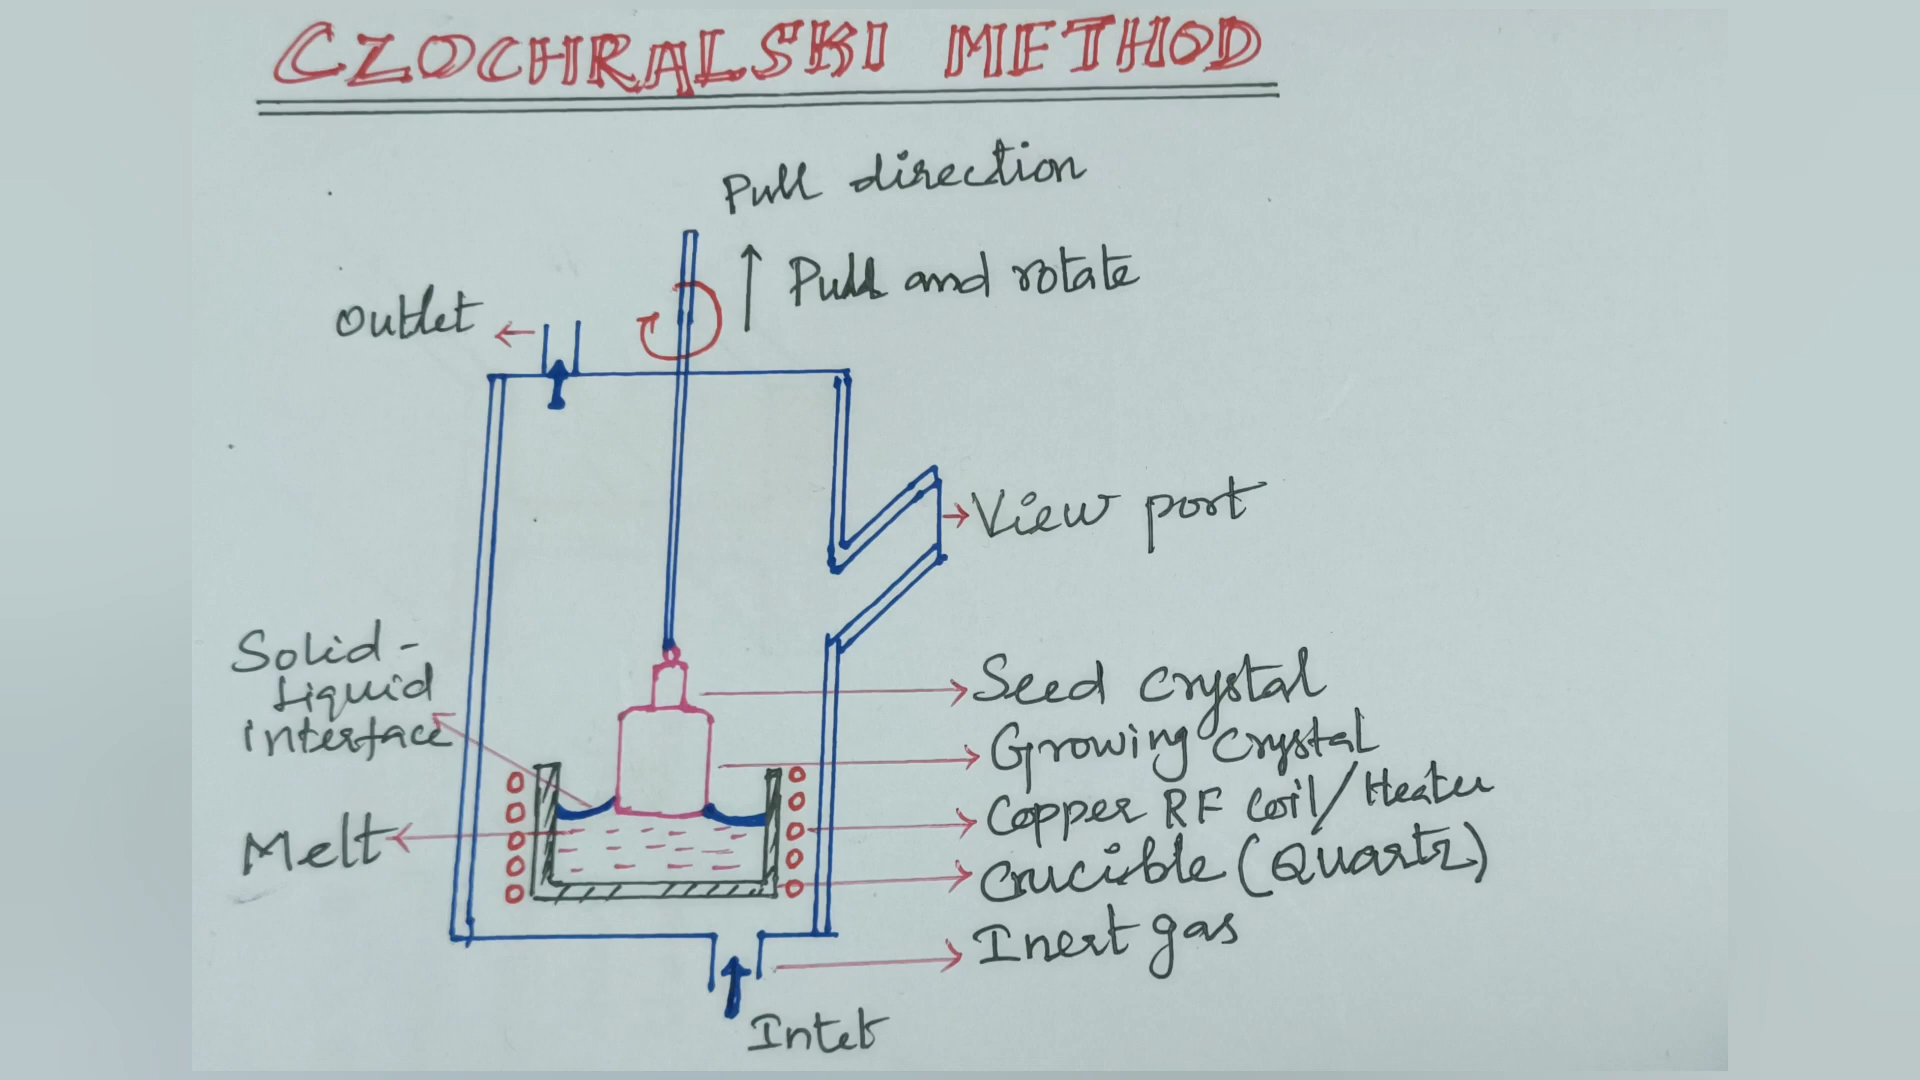 CZOCHRALSKI METHOD
Pull direction
Pull and rotate
Outlet
View port
Solid-
Liquid
interface
Seed crystal
Growing crystal
Copper RF coil/Heater
Melt
Crucible (Quartz)
Inert gas
Intet